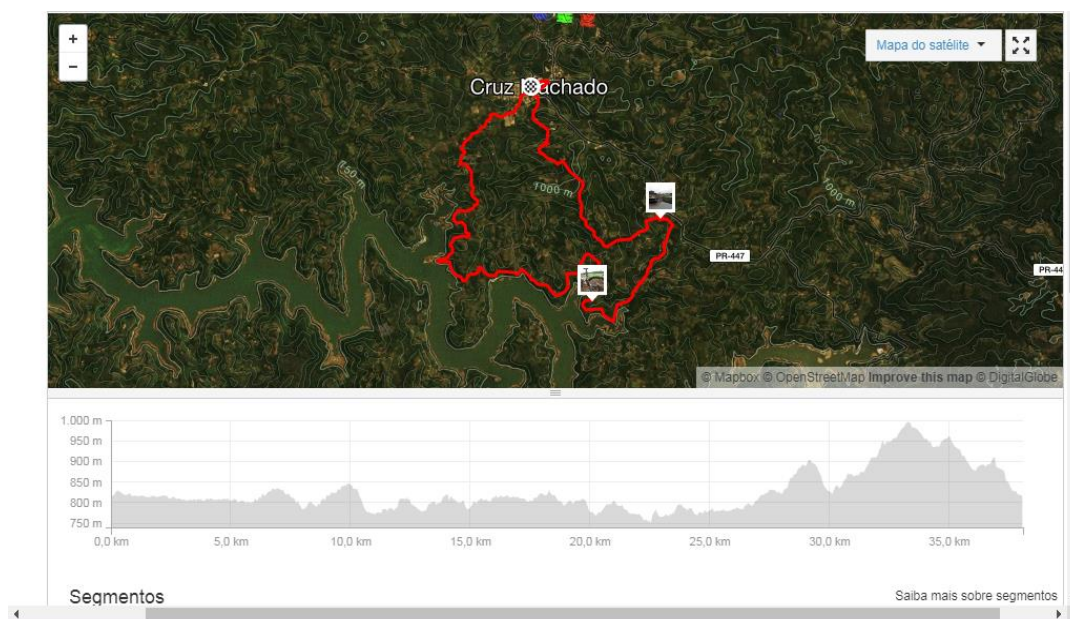 +
−
Mapa do satélite
Cruz Machado
750 m
1000 m
1000 m
PR-447
PR-44
© Mapbox © OpenStreetMap Improve this map © DigitalGlobe
1.000 m
950 m
900 m
850 m
800 m
750 m
0,0 km 5,0 km 10,0 km 15,0 km 20,0 km 25,0 km 30,0 km 35,0 km
Segmentos Saiba mais sobre segmentos